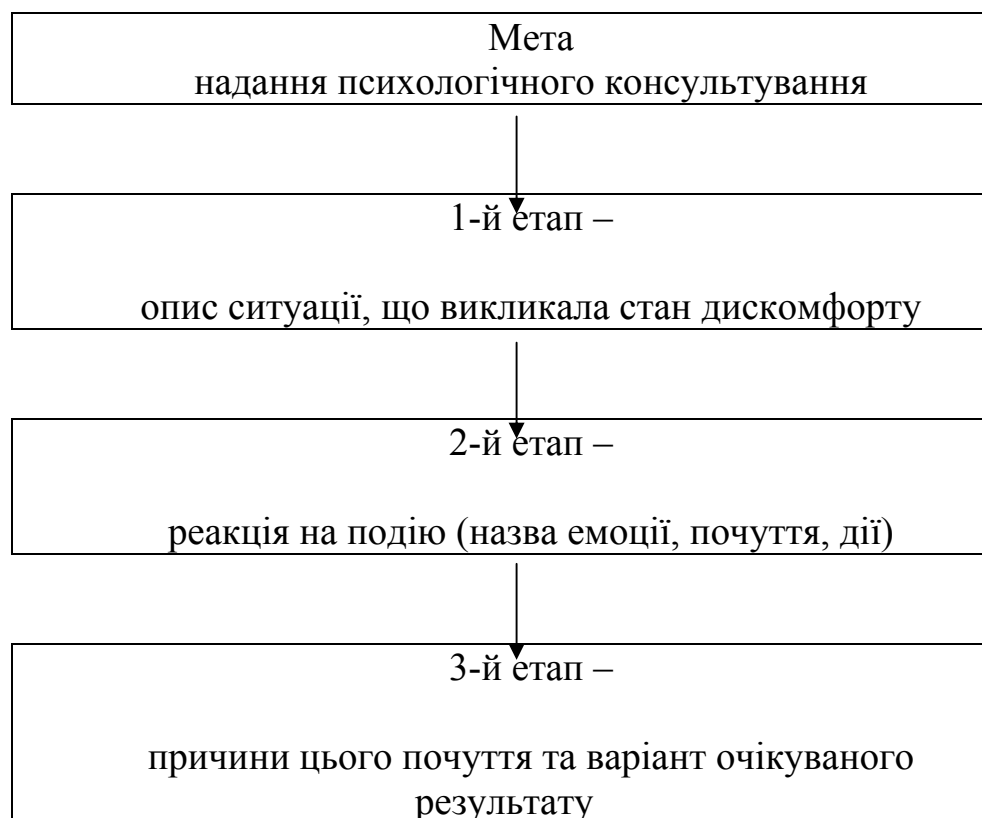 Мета
надання психологічного консультування
1-й етап –
опис ситуації, що викликала стан дискомфорту
2-й етап –
реакція на подію (назва емоції, почуття, дії)
3-й етап –
причини цього почуття та варіант очікуваного
результату